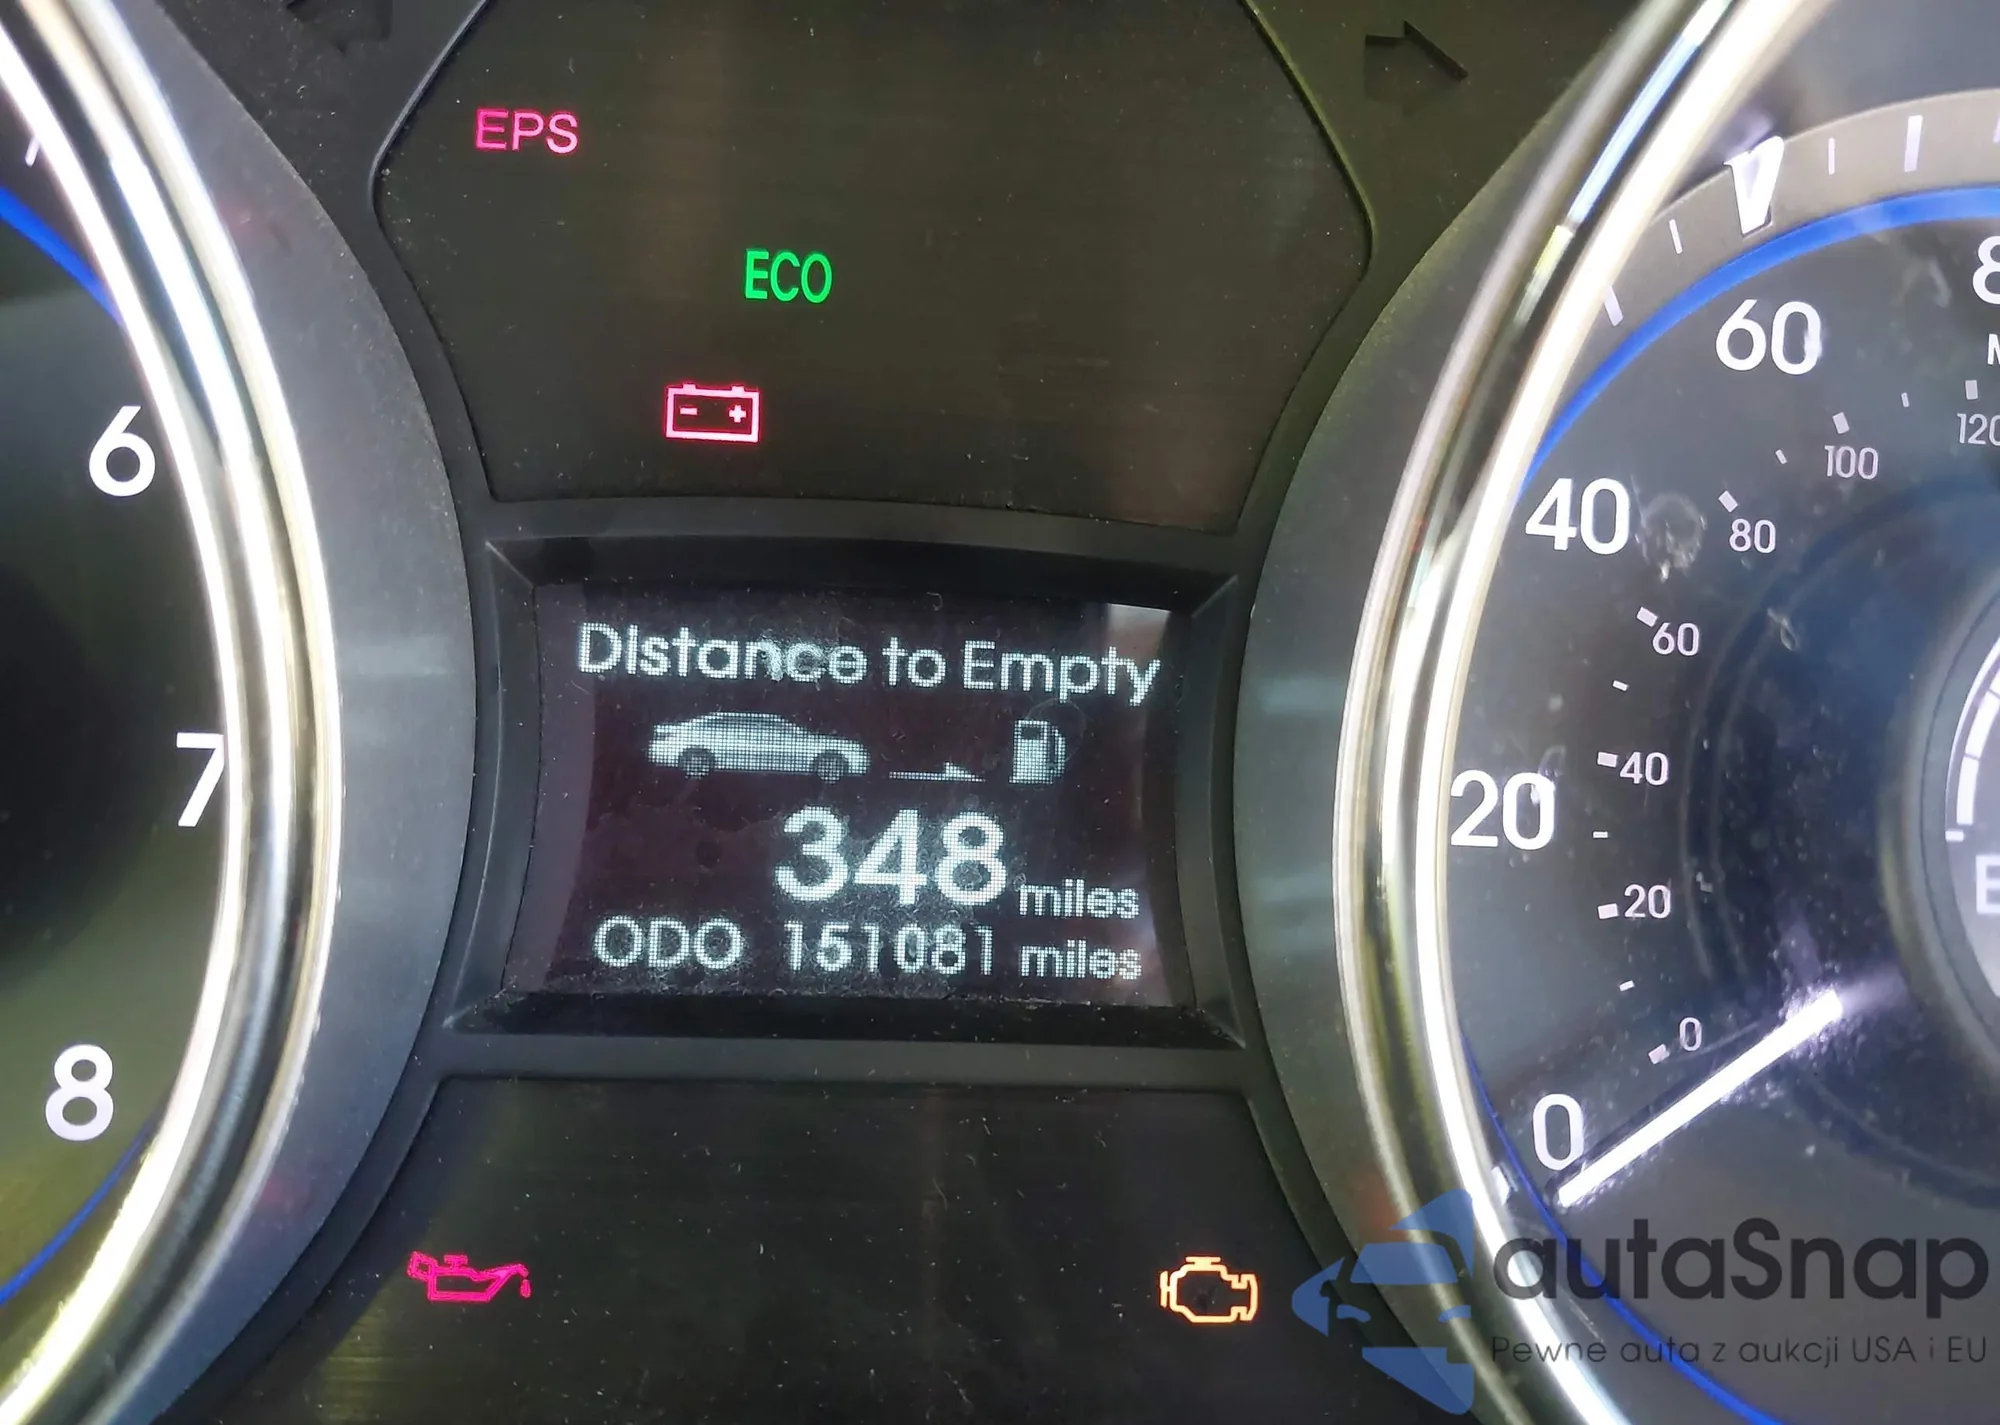 EPS
ECO
6
7
8
Distance to Empty
348 miles
ODO 151081 miles
60
40
20
0
120
100
80
60
40
20
0
autaSnap
Pewne auta z aukcji USA i EU